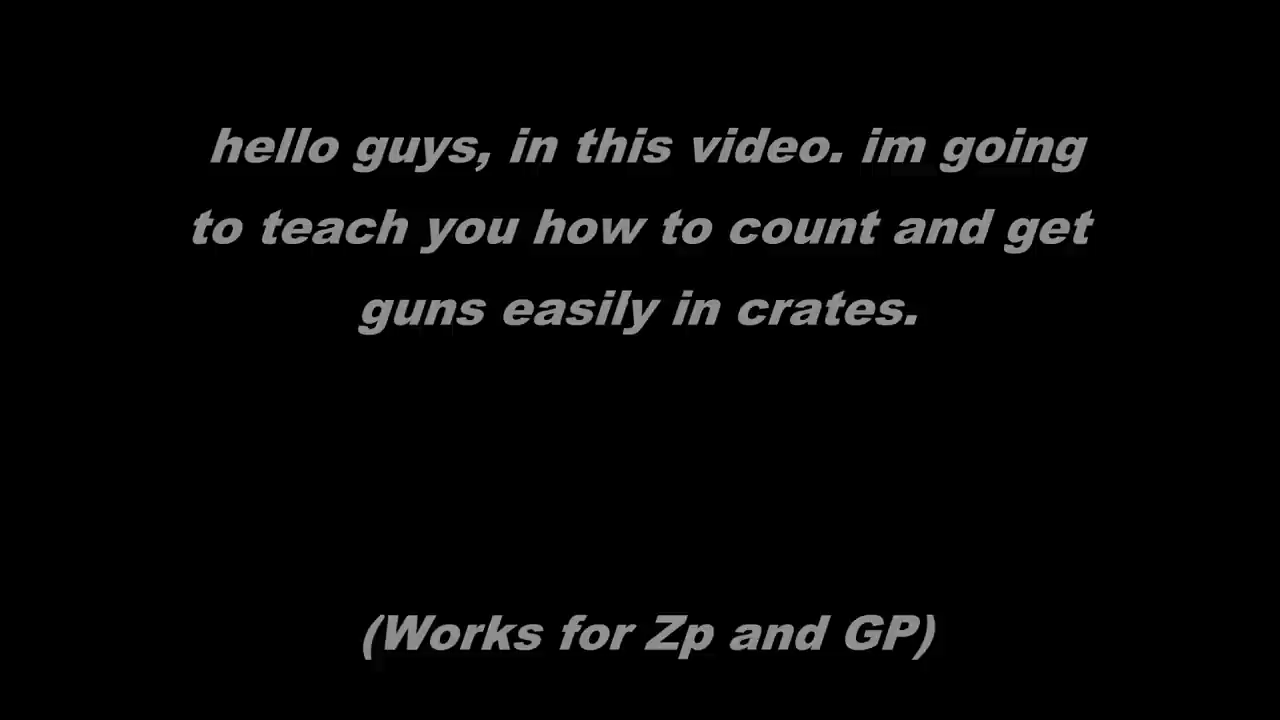 hello guys, in this video. im going
to teach you how to count and get
guns easily in crates.
(Works for Zp and GP)